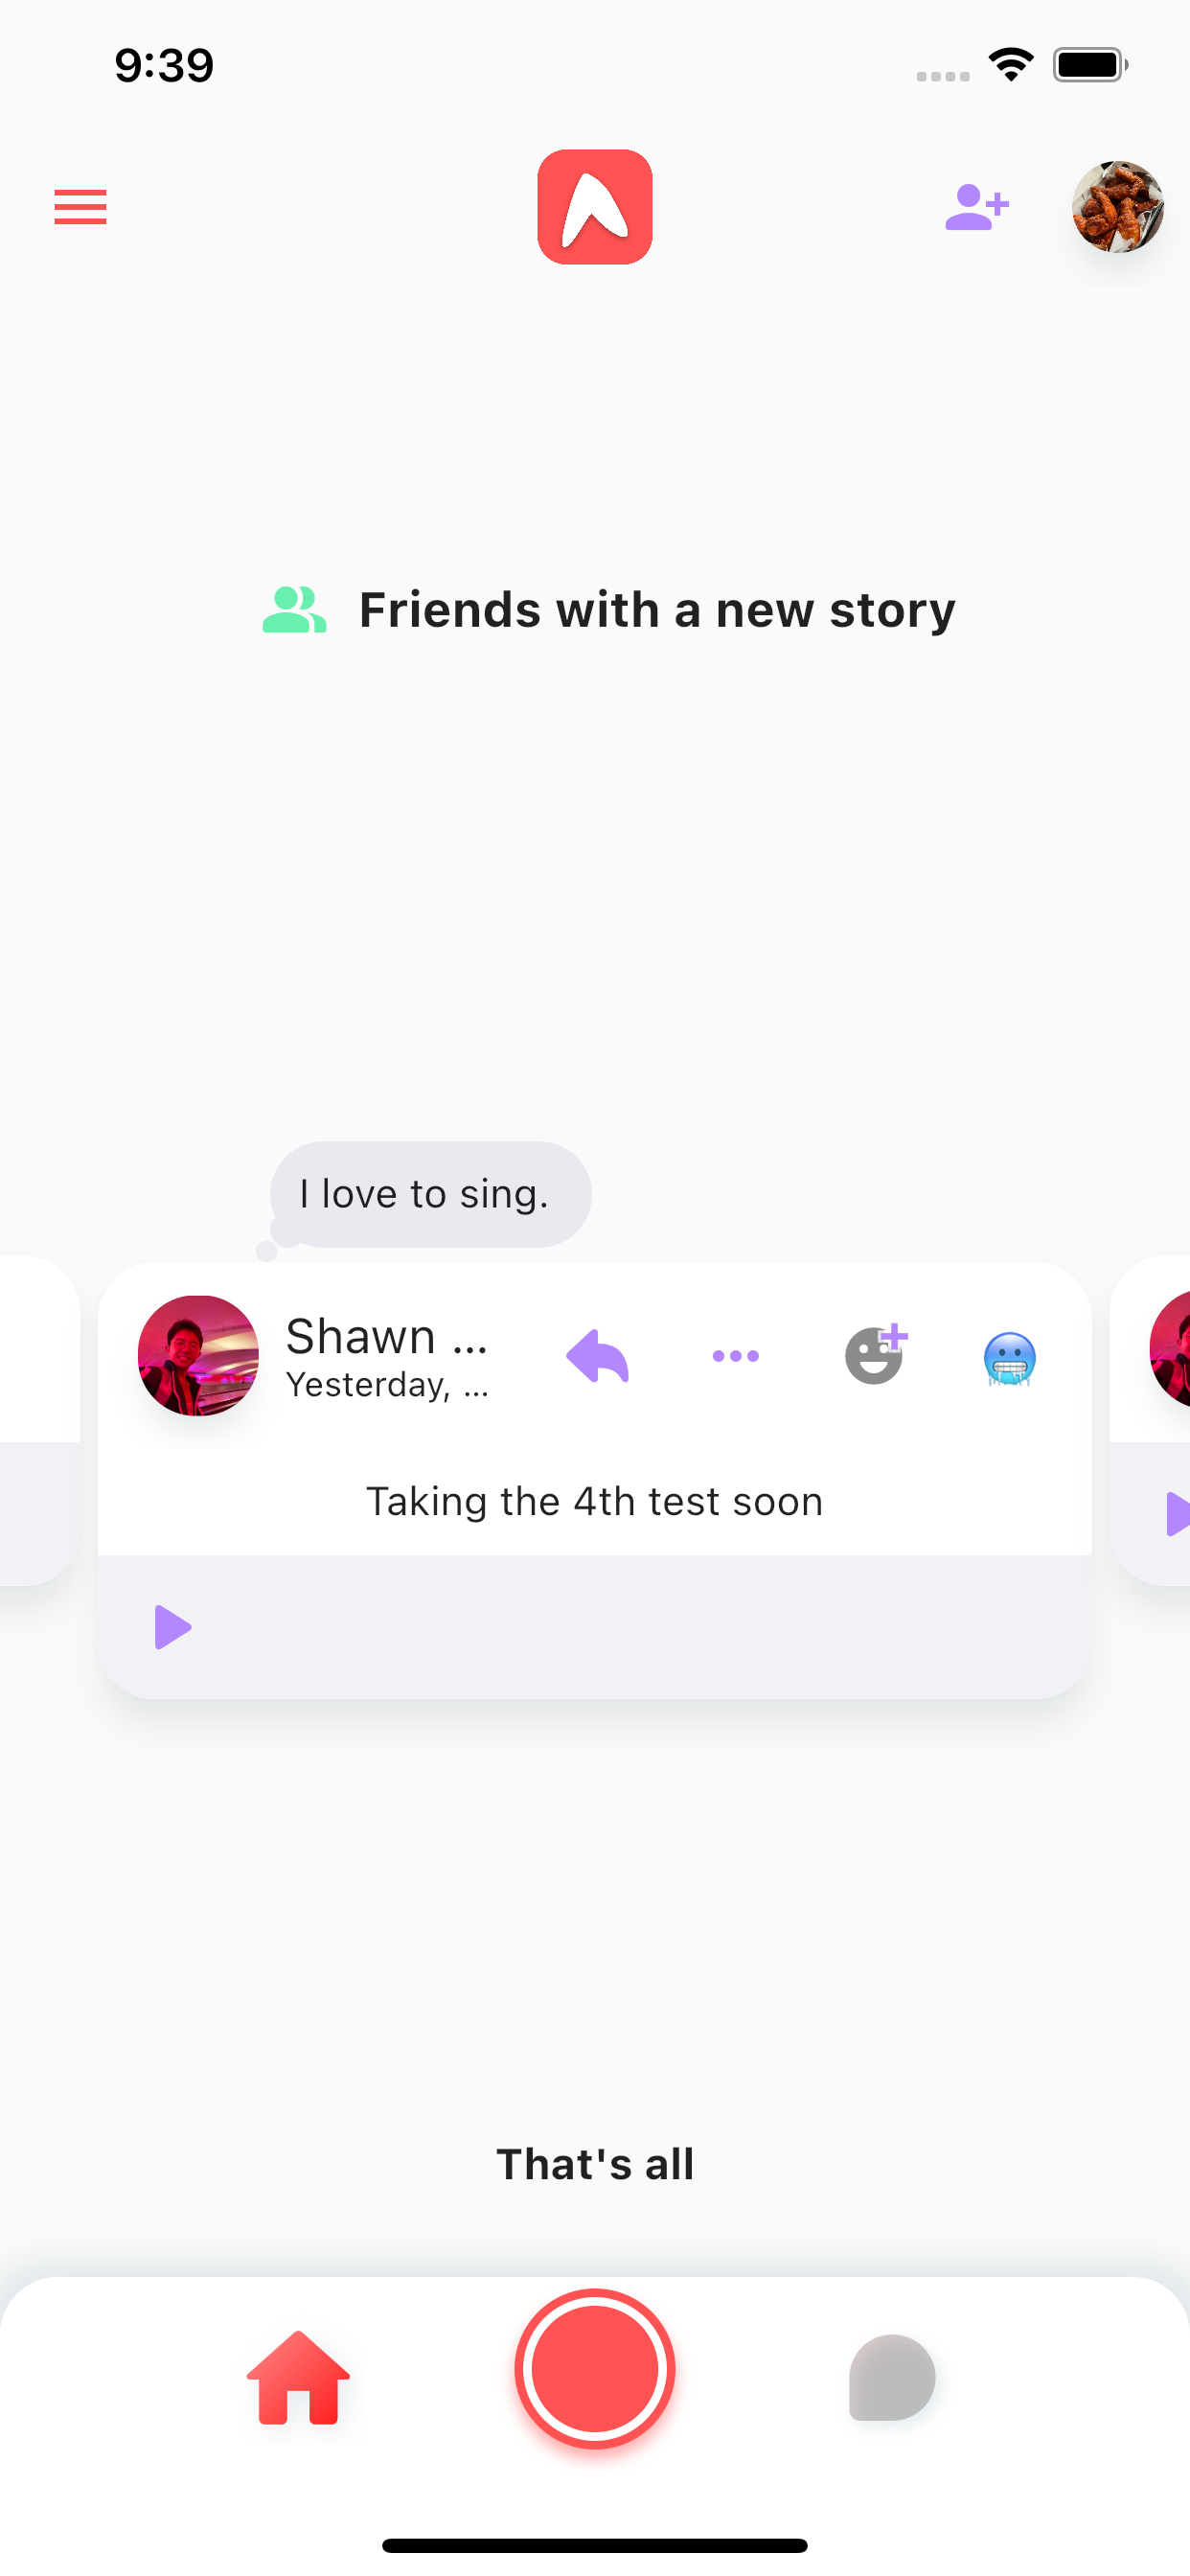 9:39
Friends with a new story
I love to sing.
Shawn ...
Yesterday, ...
Taking the 4th test soon
That's all